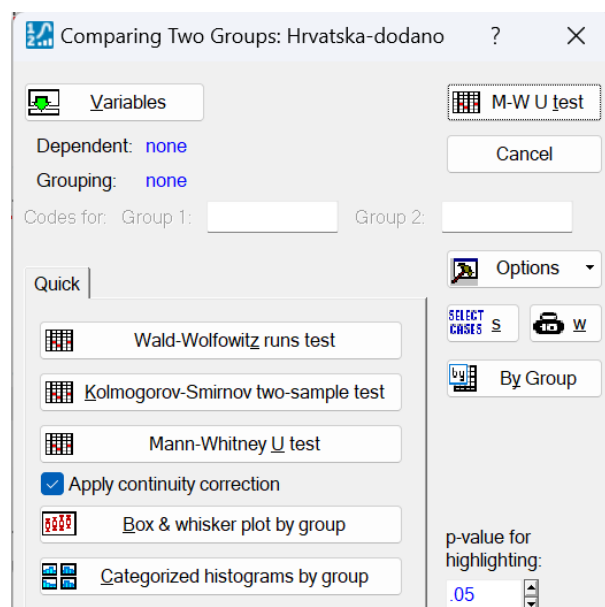 Comparing Two Groups: Hrvatska-dodano ? X
Variables
M-W U test
Dependent: none
Cancel
Grouping: none
Codes for: Group 1: Group 2:
Options
Quick
SELECT CASES S W
Wald-Wolfowitz runs test
By Group
Kolmogorov-Smirnov two-sample test
Mann-Whitney U test
Apply continuity correction
Box & whisker plot by group
p-value for
highlighting:
Categorized histograms by group
.05